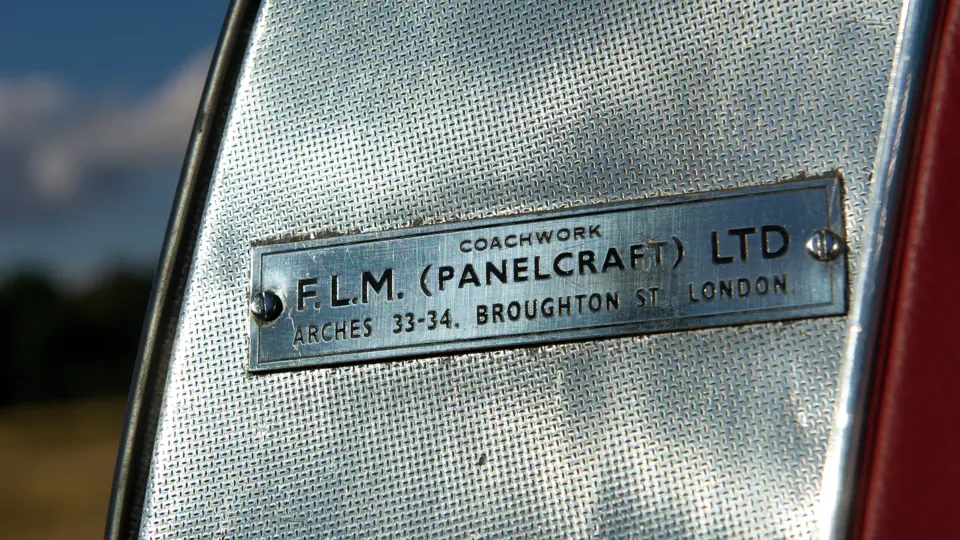 COACHWORK
F.L.M. (PANELCRAFT) LTD
ARCHES 33-34. BROUGHTON ST. LONDON